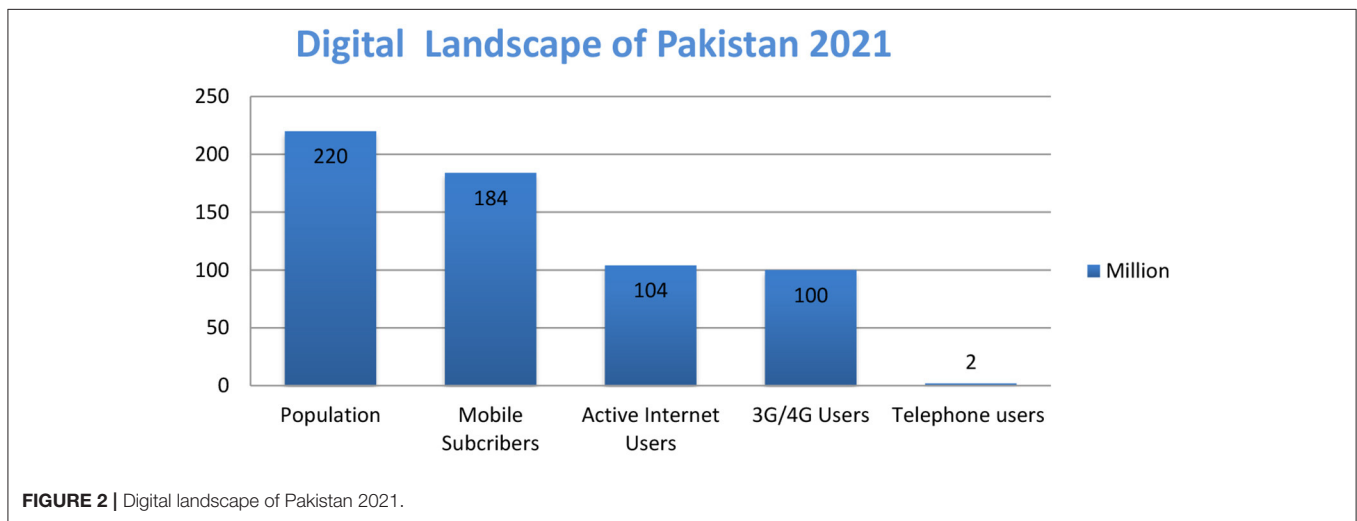 Digital Landscape of Pakistan 2021
250
200
150
100
50
0
220
184
104
100
2
Population
Mobile
Subcribers
Active Internet
Users
3G/4G Users
Telephone users
Million
FIGURE 2 | Digital landscape of Pakistan 2021.